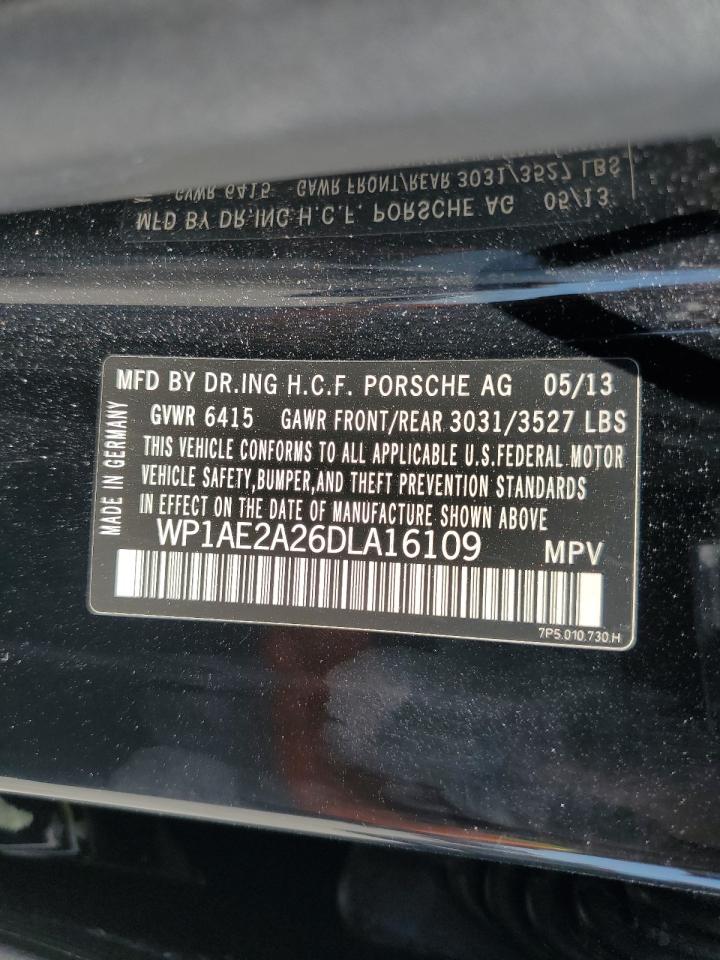 MFD BY DR.ING H.C.F. PORSCHE AG 05/13
GVWR 6415 GAWR FRONT/REAR 3031/3527 LBS
THIS VEHICLE CONFORMS TO ALL APPLICABLE U.S.FEDERAL MOTOR
VEHICLE SAFETY,BUMPER,AND THEFT PREVENTION STANDARDS
IN EFFECT ON THE DATE OF MANUFACTURE SHOWN ABOVE.
MADE IN GERMANY
WP1AE2A26DLA16109 MPV
7P5.010.730.H